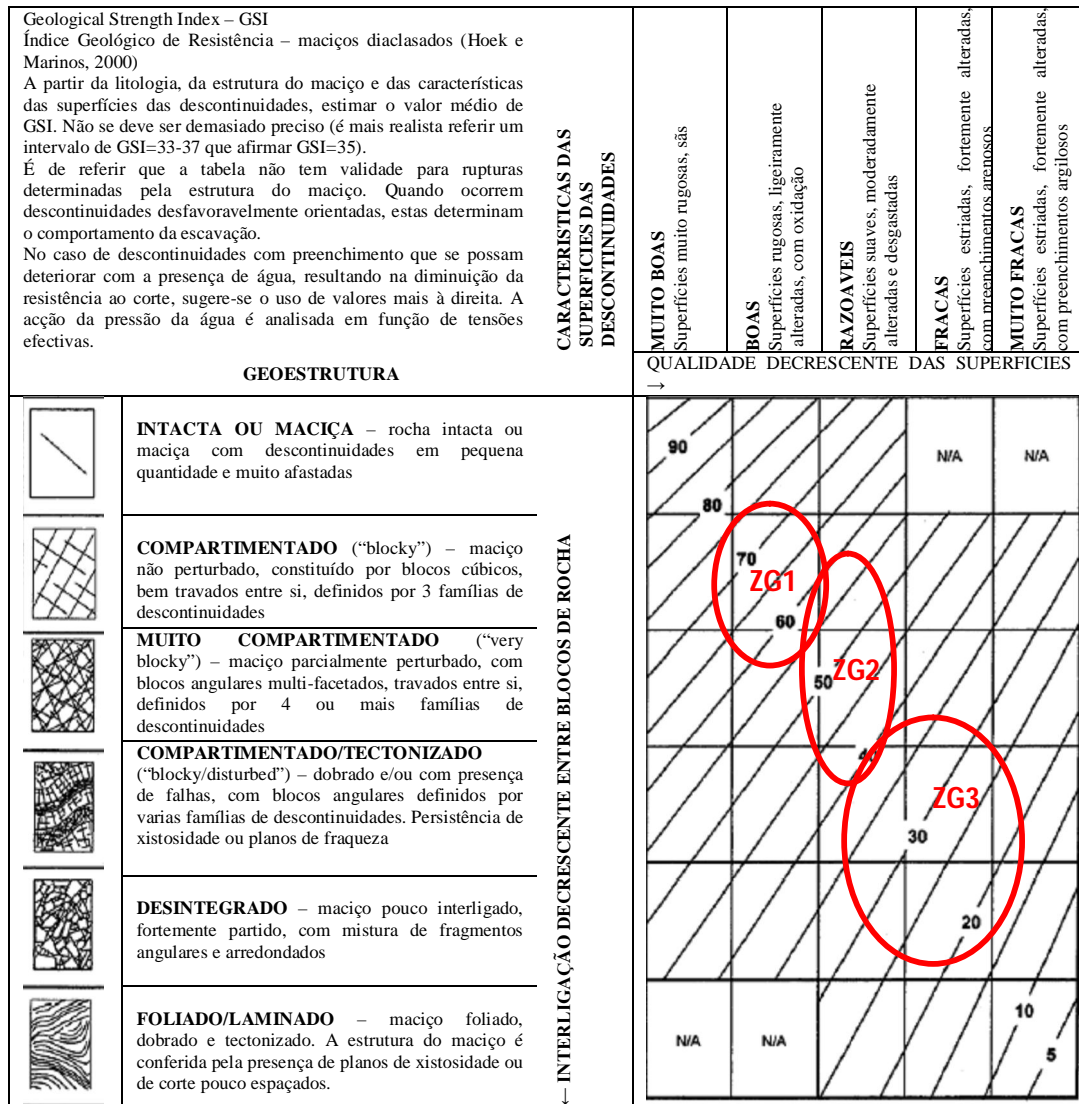 Geological Strength Index – GSI
Índice Geológico de Resistência – maciços diaclasados (Hoek e
Marinos, 2000)
A partir da litologia, da estrutura do maciço e das características
das superfícies das descontinuidades, estimar o valor médio de
GSI. Não se deve ser demasiado preciso (é mais realista referir um
intervalo de GSI=33-37 que afirmar GSI=35).
É de referir que a tabela não tem validade para rupturas
determinadas pela estrutura do maciço. Quando ocorrem
descontinuidades desfavoravelmente orientadas, estas determinam
o comportamento da escavação.
No caso de descontinuidades com preenchimento que se possam
deteriorar com a presença de água, resultando na diminuição da
resistência ao corte, sugere-se o uso de valores mais à direita. A
acção da pressão da água é analisada em função de tensões
efectivas.
GEOESTRUTURA
CARACTERISTICAS DAS
SUPERFICIES DAS
DESCONTINUIDADES
MUITO BOAS
Superfícies muito rugosas, sãs
BOAS
Superfícies rugosas, ligeiramente
alteradas, com oxidação
RAZOAVEIS
Superfícies suaves, moderadamente
alteradas e desgastadas
FRACAS
Superfícies estriadas, fortemente alteradas,
com preenchimentos arenosos
MUITO FRACAS
Superfícies estriadas, fortemente alteradas,
com preenchimentos argilosos
QUALIDADE DECRESCENTE DAS SUPERFICIES
→
INTACTA OU MACIÇA – rocha intacta ou
maciça com descontinuidades em pequena
quantidade e muito afastadas
COMPARTIMENTADO (“blocky”) – maciço
não perturbado, constituído por blocos cúbicos,
bem travados entre si, definidos por 3 famílias de
descontinuidades
MUITO COMPARTIMENTADO (“very
blocky”) – maciço parcialmente perturbado, com
blocos angulares multi-facetados, travados entre si,
definidos por 4 ou mais famílias de
descontinuidades
COMPARTIMENTADO/TECTONIZADO
(“blocky/disturbed”) – dobrado e/ou com presença
de falhas, com blocos angulares definidos por
varias famílias de descontinuidades. Persistência de
xistosidade ou planos de fraqueza
DESINTEGRADO – maciço pouco interligado,
fortemente partido, com mistura de fragmentos
angulares e arredondados
FOLIADO/LAMINADO – maciço foliado,
dobrado e tectonizado. A estrutura do maciço é
conferida pela presença de planos de xistosidade ou
de corte pouco espaçados.
← INTERLIGAÇÃO DECRESCENTE ENTRE BLOCOS DE ROCHA
90
N/A
N/A
80
70
ZG1
60
ZG2
50
40
ZG3
30
20
10
N/A
N/A
5